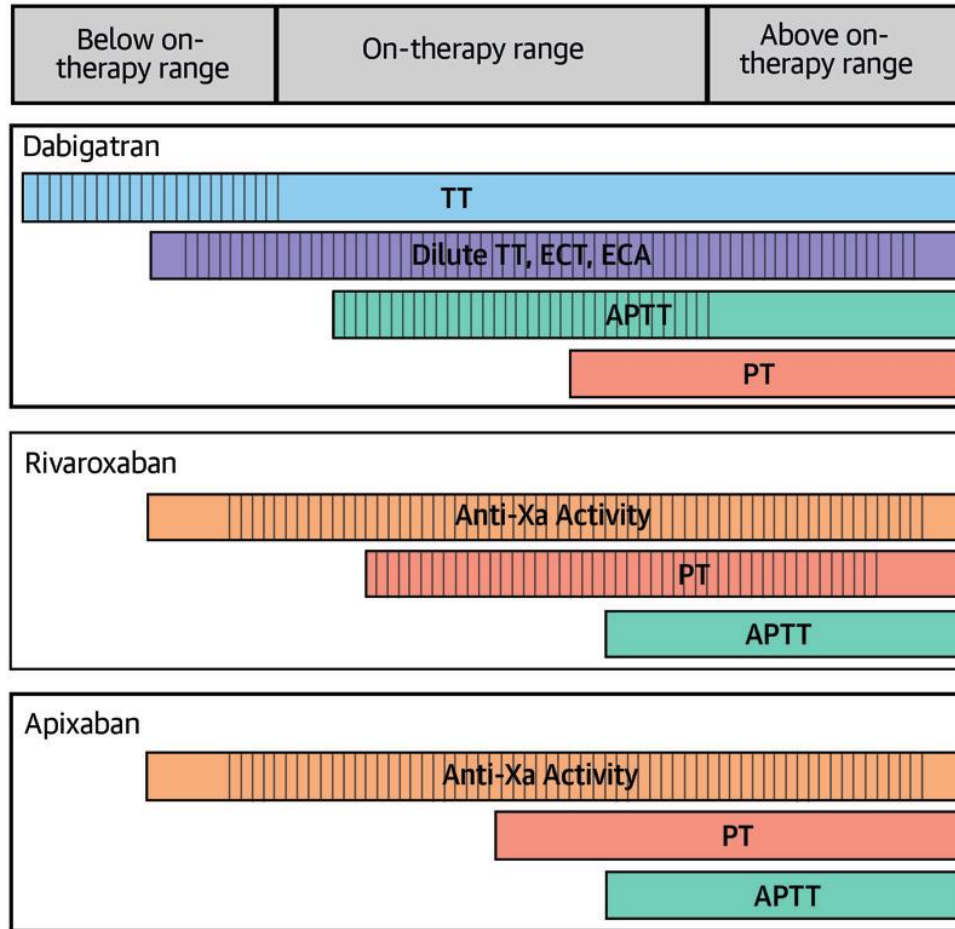 Below on-
therapy range
On-therapy range
Above on-
therapy range
Dabigatran
TT
Dilute TT, ECT, ECA
APTT
PT
Rivaroxaban
Anti-Xa Activity
PT
APTT
Apixaban
Anti-Xa Activity
PT
APTT